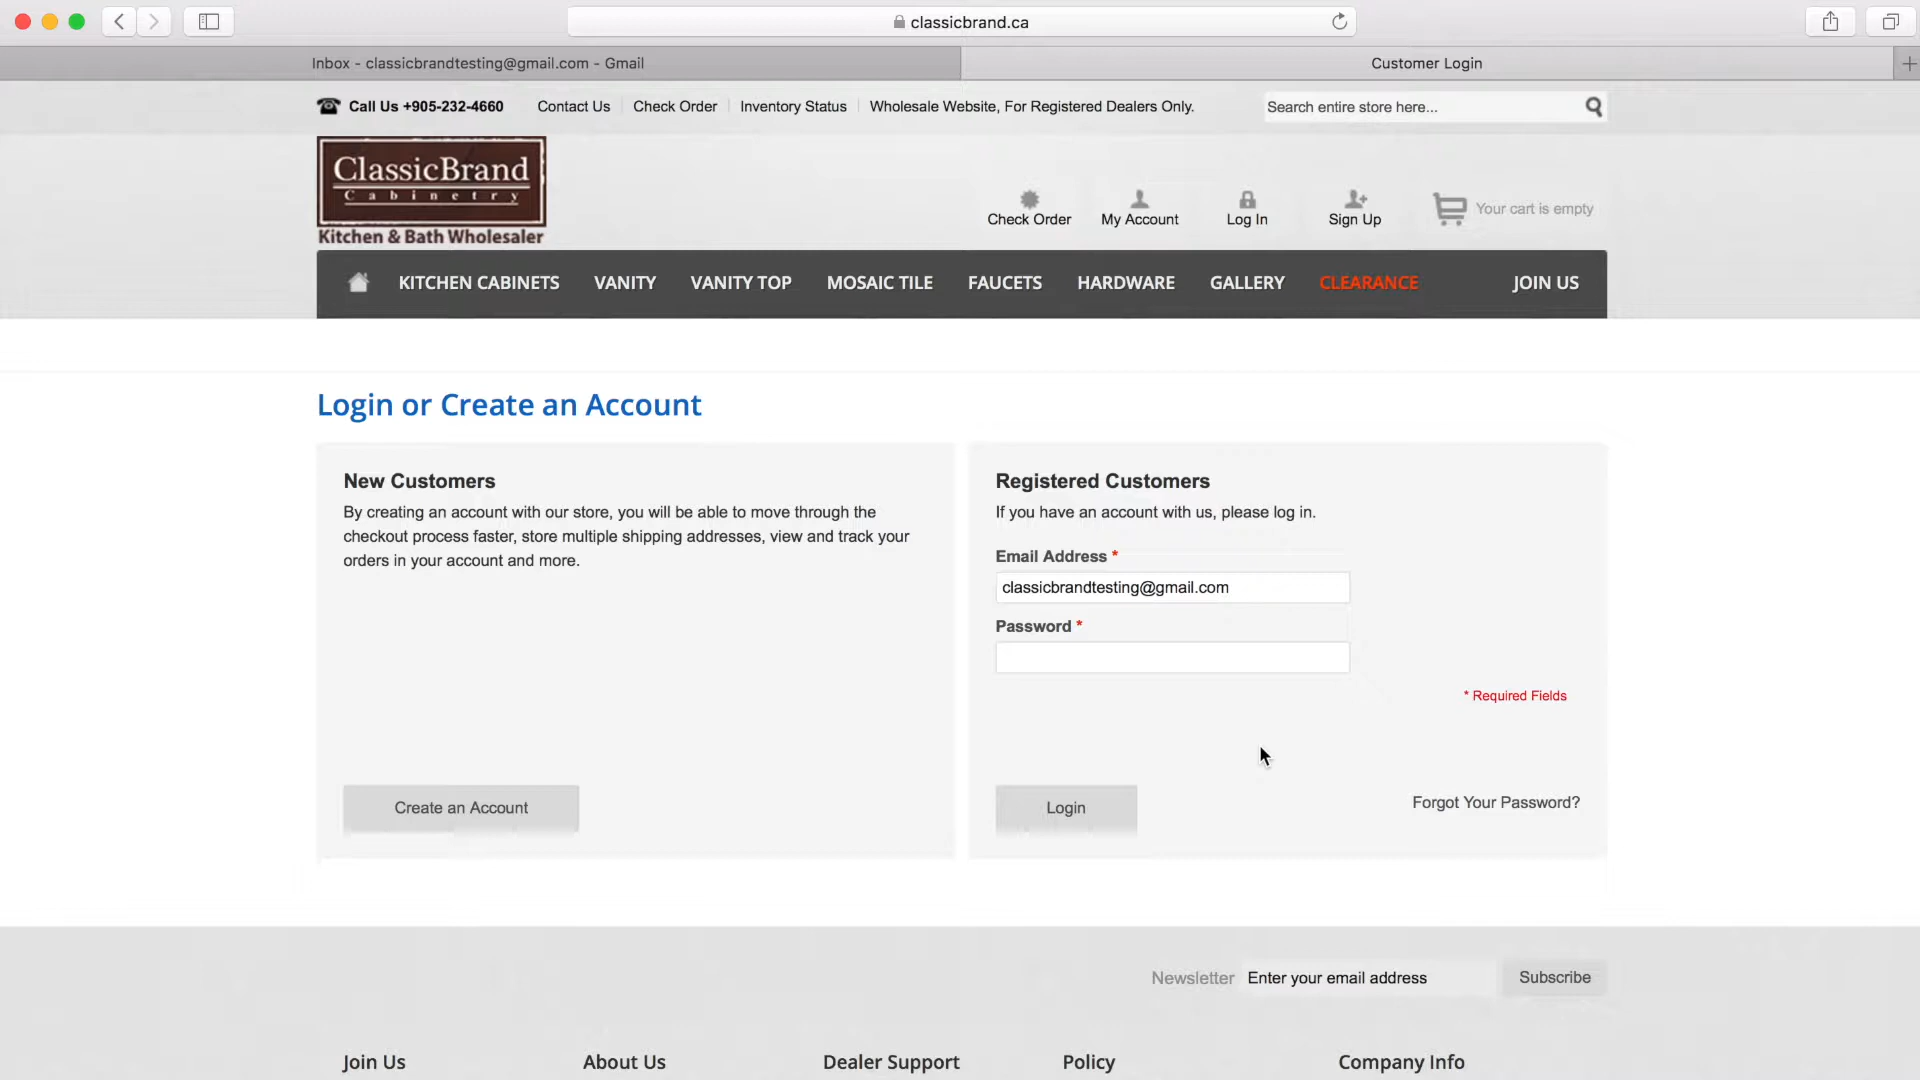 classicbrand.ca
Inbox - classicbrandtesting@gmail.com - Gmail
Customer Login
Call Us +905-232-4660
Contact Us
Check Order
Inventory Status
Wholesale Website, For Registered Dealers Only.
Search entire store here...
ClassicBrand
Cabinetry
Kitchen & Bath Wholesaler
Check Order
My Account
Log In
Sign Up
Your cart is empty
KITCHEN CABINETS
VANITY
VANITY TOP
MOSAIC TILE
FAUCETS
HARDWARE
GALLERY
CLEARANCE
JOIN US
Login or Create an Account
New Customers
By creating an account with our store, you will be able to move through the
checkout process faster, store multiple shipping addresses, view and track your
orders in your account and more.
Create an Account
Registered Customers
If you have an account with us, please log in.
Email Address *
classicbrandtesting@gmail.com
Password *
* Required Fields
Login
Forgot Your Password?
Newsletter
Enter your email address
Subscribe
Join Us
About Us
Dealer Support
Policy
Company Info